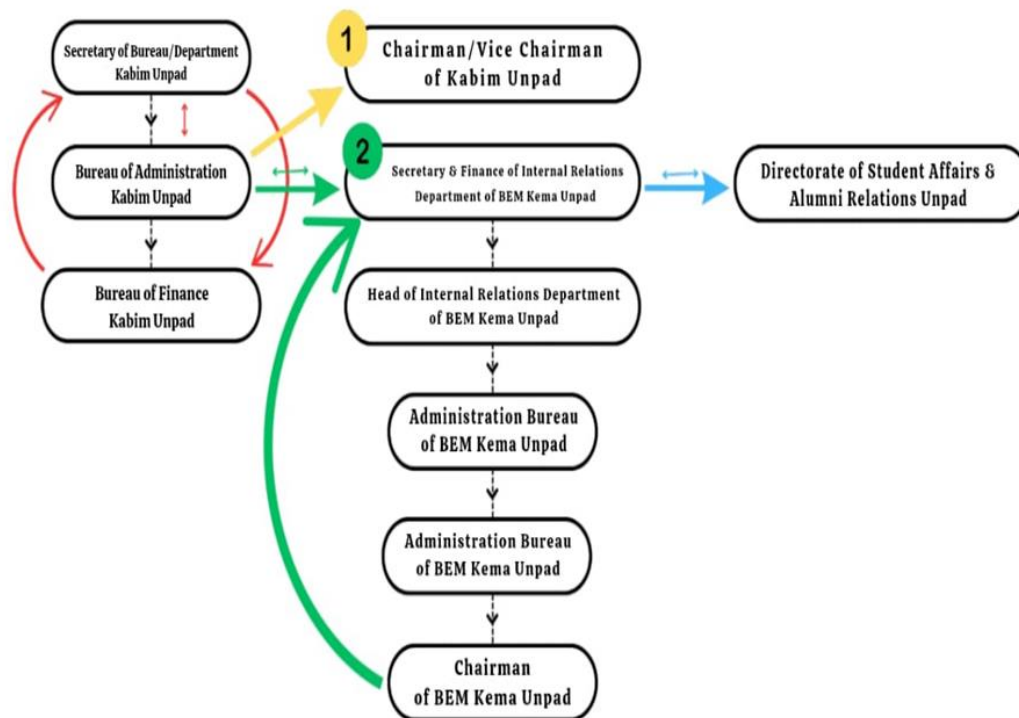 Secretary of Bureau/Department
Kabim Unpad
Bureau of Administration
Kabim Unpad
Bureau of Finance
Kabim Unpad
1
Chairman/Vice Chairman
of Kabim Unpad
2
Secretary & Finance of Internal Relations
Department of BEM Kema Unpad
Directorate of Student Affairs &
Alumni Relations Unpad
Head of Internal Relations Department
of BEM Kema Unpad
Administration Bureau
of BEM Kema Unpad
Administration Bureau
of BEM Kema Unpad
Chairman
of BEM Kema Unpad